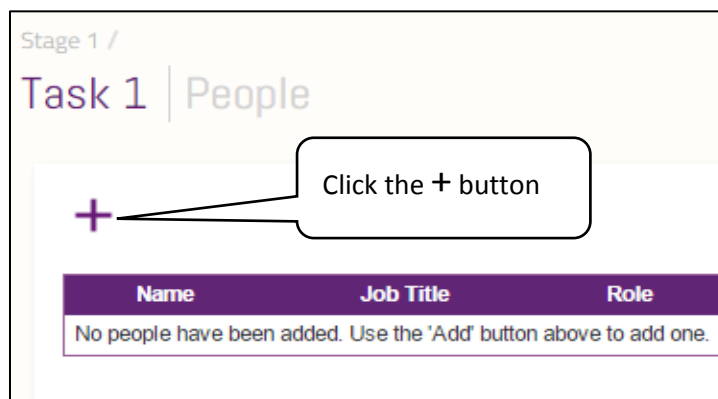 Stage 1 /
Task 1 | People
Click the + button
+
Name Job Title Role
No people have been added. Use the 'Add' button above to add one.